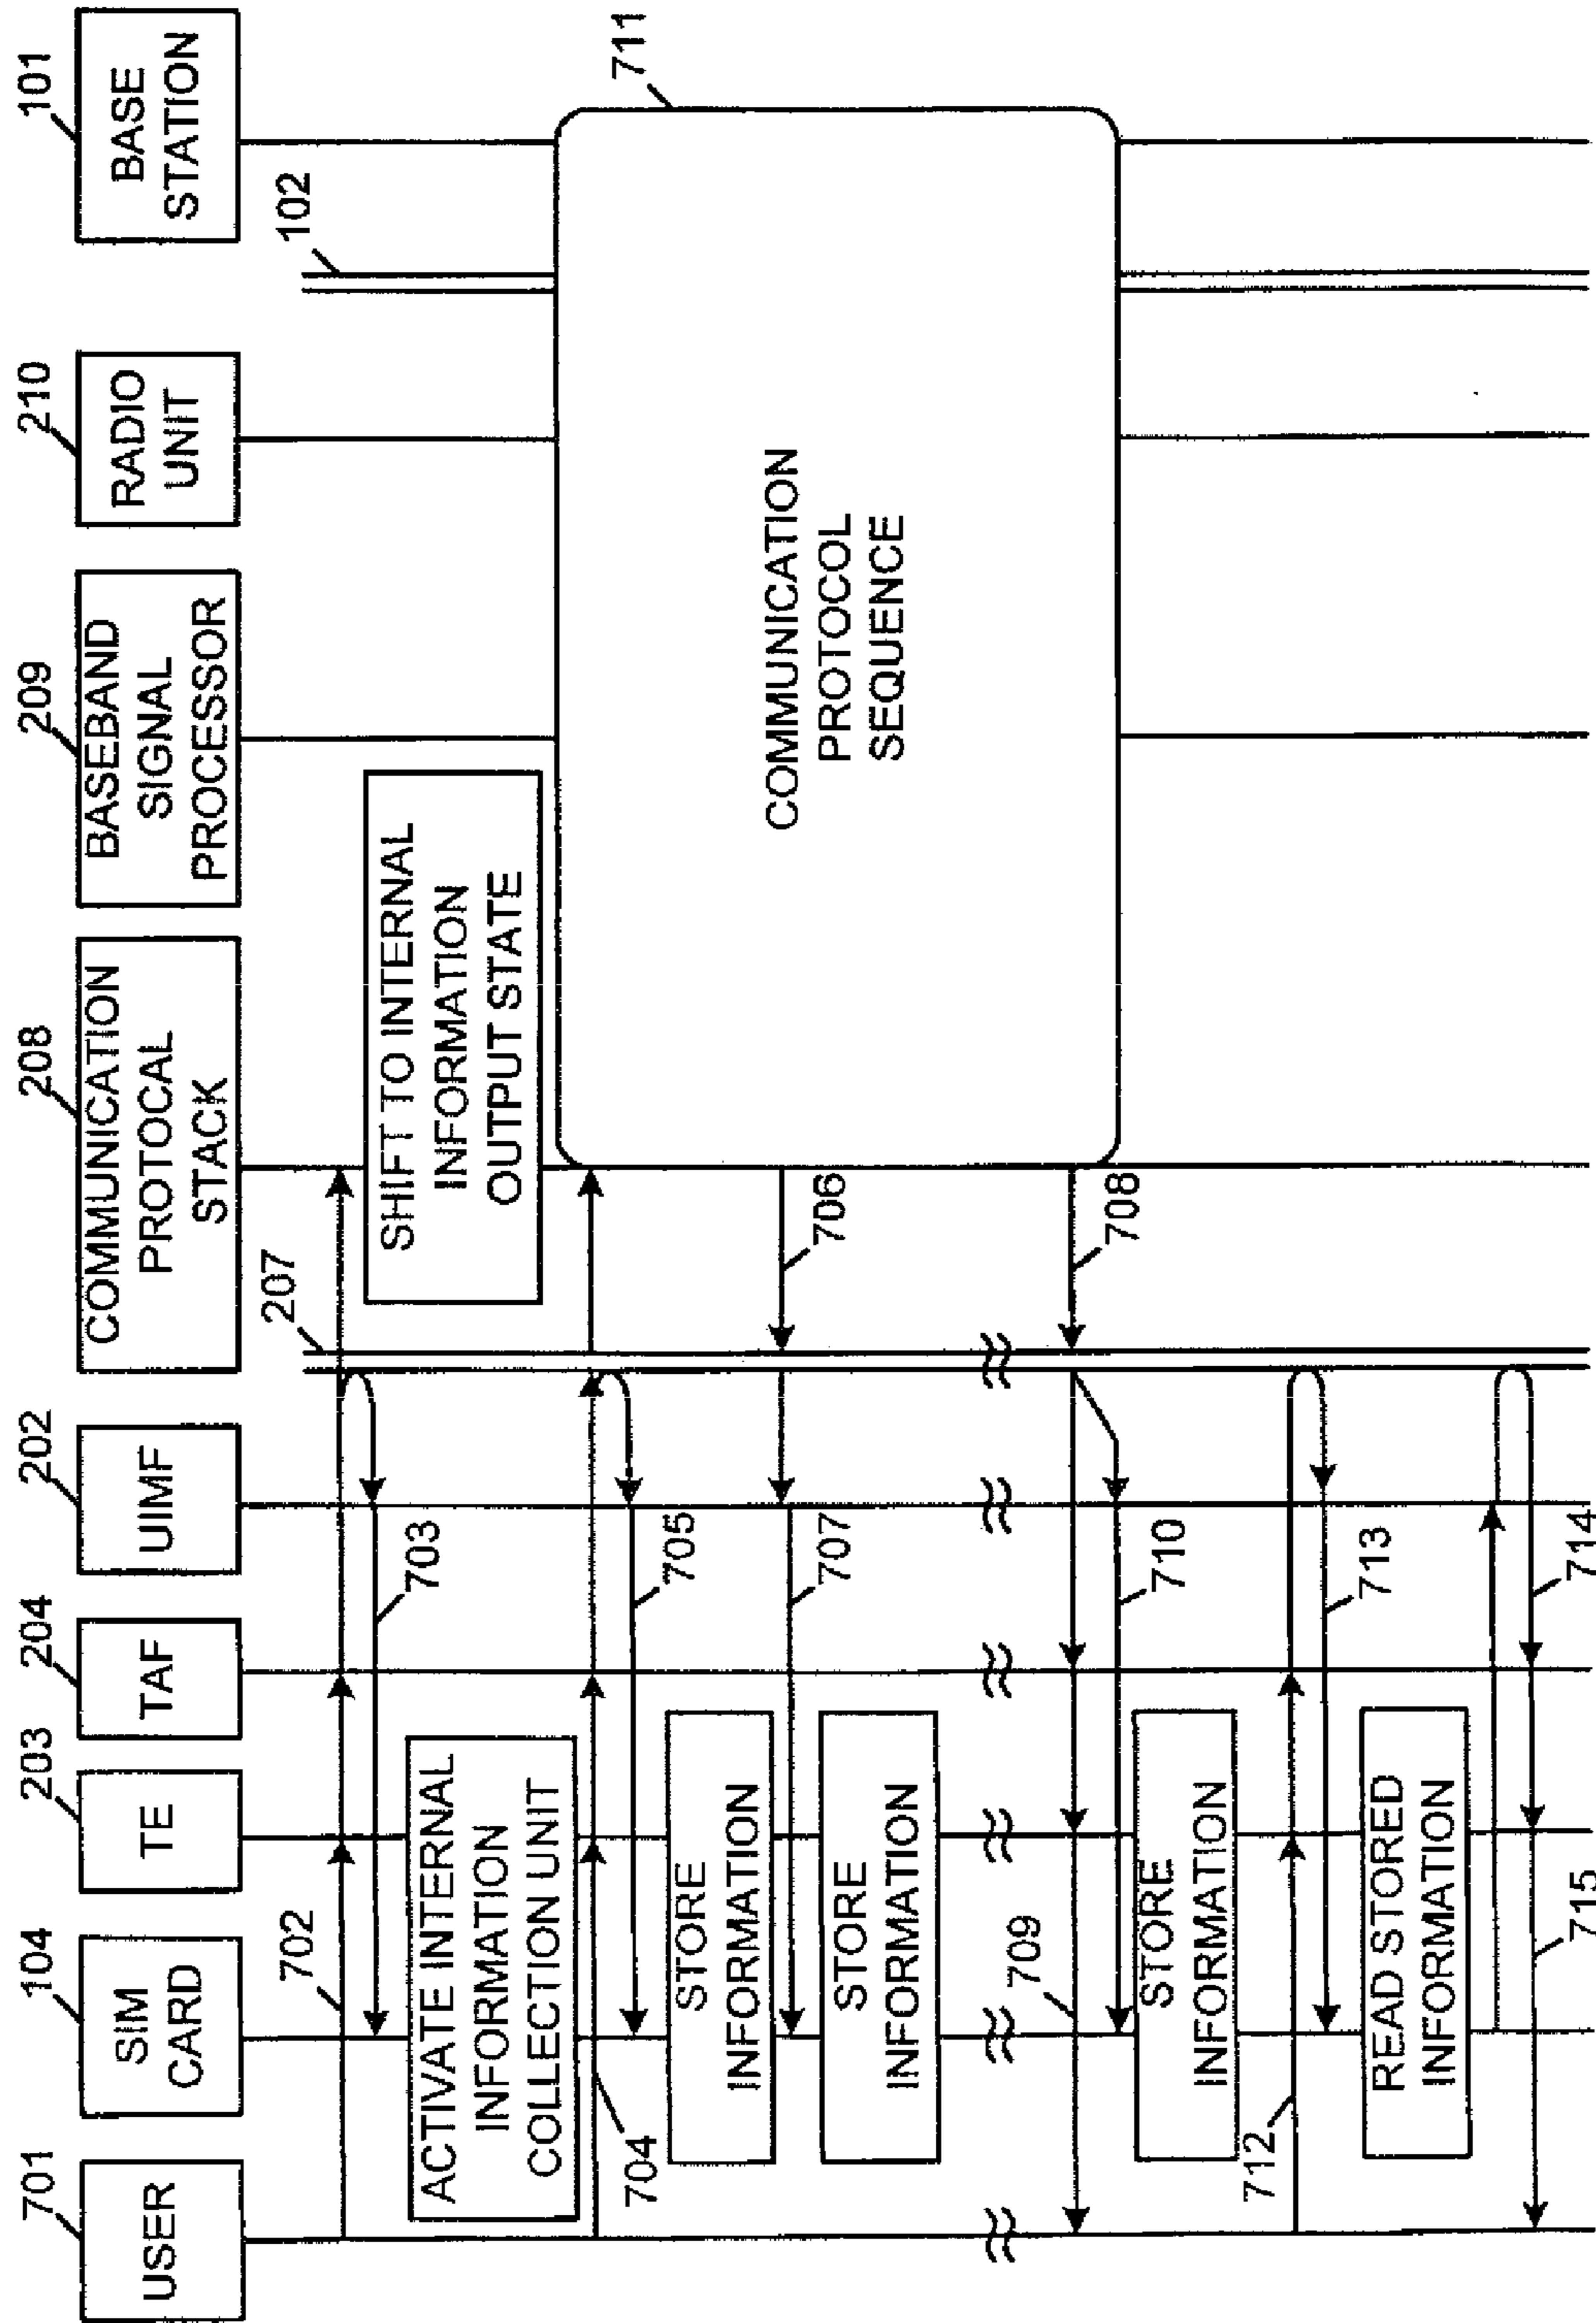 701
USER
104
SIM
CARD
203
TE
204
TAF
202
UIMF
208
COMMUNICATION
PROTOCAL
STACK
209
BASEBAND
SIGNAL
PROCESSOR
210
RADIO
UNIT
101
BASE
STATION
207
102
702
703
SHIFT TO INTERNAL
INFORMATION
OUTPUT STATE
ACTIVATE INTERNAL
INFORMATION
COLLECTION UNIT
704
705
711
COMMUNICATION
PROTOCOL
SEQUENCE
STORE
INFORMATION
706
707
STORE
INFORMATION
708
709
710
STORE
INFORMATION
712
713
READ STORED
INFORMATION
714
715